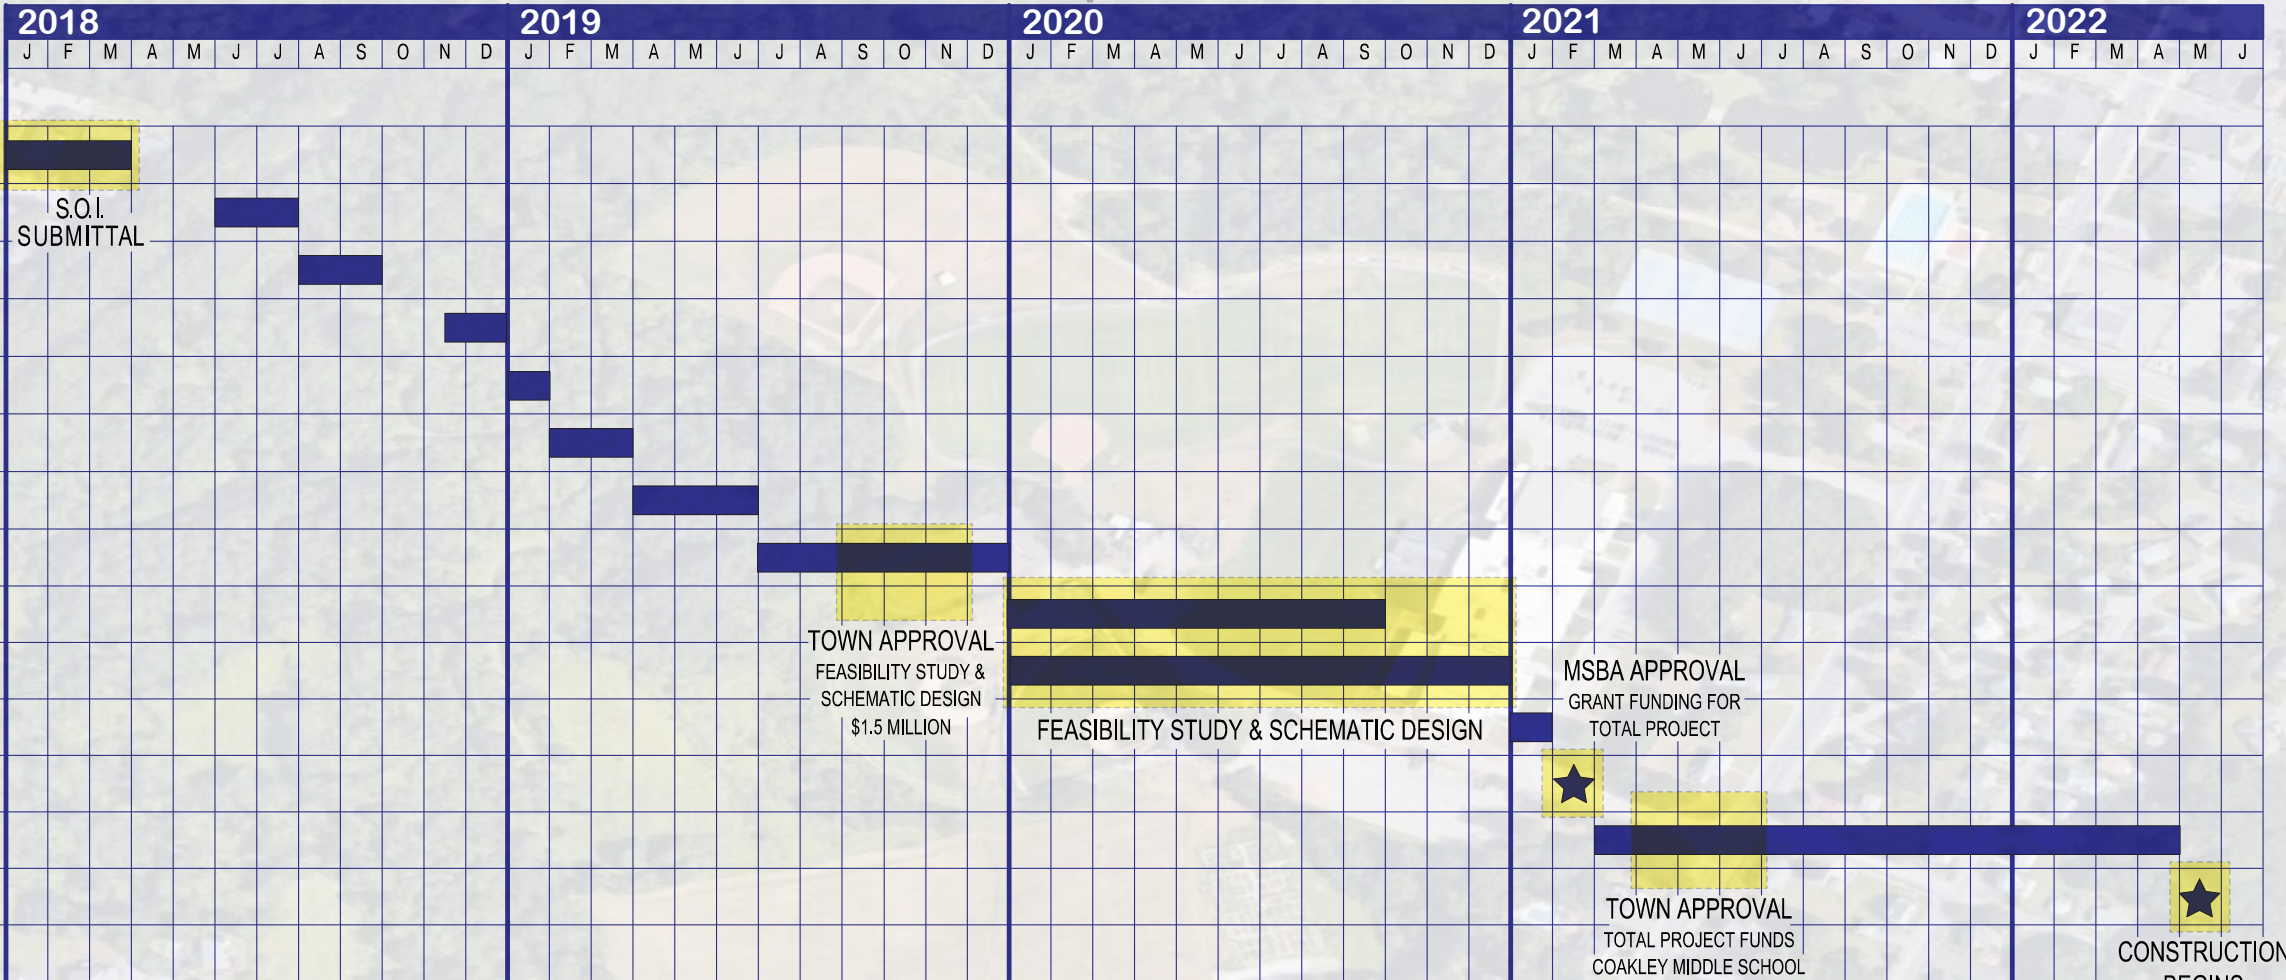 2018 2019 2020 2021 2022
J F M A M J J A S O N D J F M A M J J A S O N D J F M A M J J A S O N D J F M A M J J A S O N D J F M A M J
S.O.I.
SUBMITTAL
TOWN APPROVAL
FEASIBILITY STUDY &
SCHEMATIC DESIGN
$1.5 MILLION
FEASIBILITY STUDY & SCHEMATIC DESIGN
MSBA APPROVAL
GRANT FUNDING FOR
TOTAL PROJECT
TOWN APPROVAL
TOTAL PROJECT FUNDS
COAKLEY MIDDLE SCHOOL
CONSTRUCTION
BEGINS